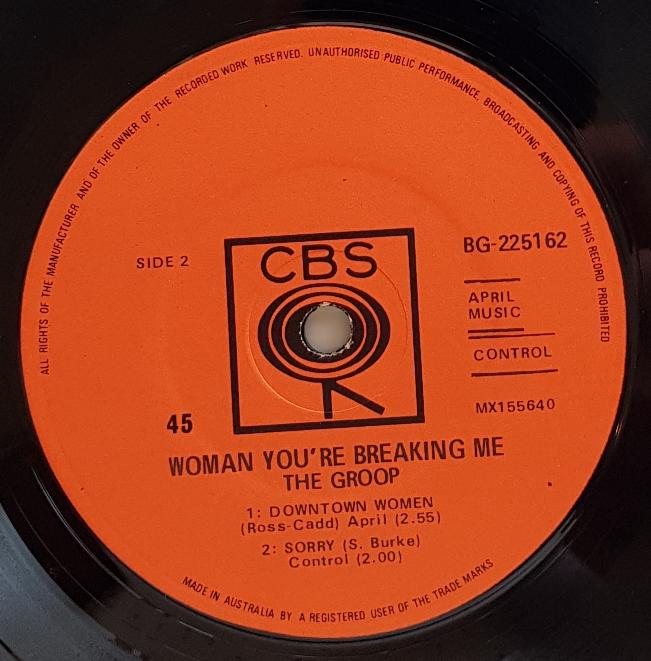 ALL RIGHTS OF THE MANUFACTURER AND OF THE OWNER OF THE RECORDED WORK RESERVED. UNAUTHORISED PUBLIC PERFORMANCE, BROADCASTING AND COPYING OF THIS RECORD PROHIBITED
CBS
SIDE 2
BG-225162
APRIL
MUSIC
CONTROL
MX155640
45
WOMAN YOU'RE BREAKING ME
THE GROOP
1: DOWNTOWN WOMEN
(Ross-Cadd) April (2.55)
2: SORRY (S. Burke)
Control (2.00)
MADE IN AUSTRALIA BY A REGISTERED USER OF THE TRADE MARKS